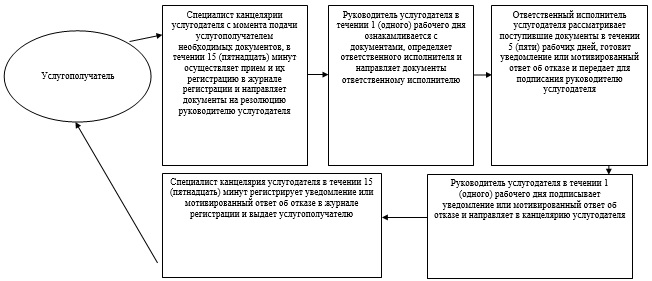 Услугополучатель
Специалист канцелярии
услугодателя с момента подачи
услугополучателем
необходимых документов, в
течении 15 (пятнадцать) минут
осуществляет прием и их
регистрацию в журнале
регистрации и направляет
документы на резолюцию
руководителю услугодателя
Руководитель услугодателя в
течении 1 (одного) рабочего дня
ознакамливается с
документами, определяет
ответственного исполнителя и
направляет документы
ответственному исполнителю
Ответственный исполнитель
услугодателя рассматривает
поступившие документы в течении
5 (пяти) рабочих дней, готовит
уведомление или мотивированный
ответ об отказе и передает для
подписания руководителю
услугодателя
Руководитель услугодателя в течении 1
(одного) рабочего дня подписывает
уведомление или мотивированный ответ об
отказе и направляет в канцелярию услугодателя
Специалист канцелярия услугодателя в течении 15
(пятнадцать) минут регистрирует уведомление или
мотивированный ответ об отказе в журнале
регистрации и выдает услугополучателю